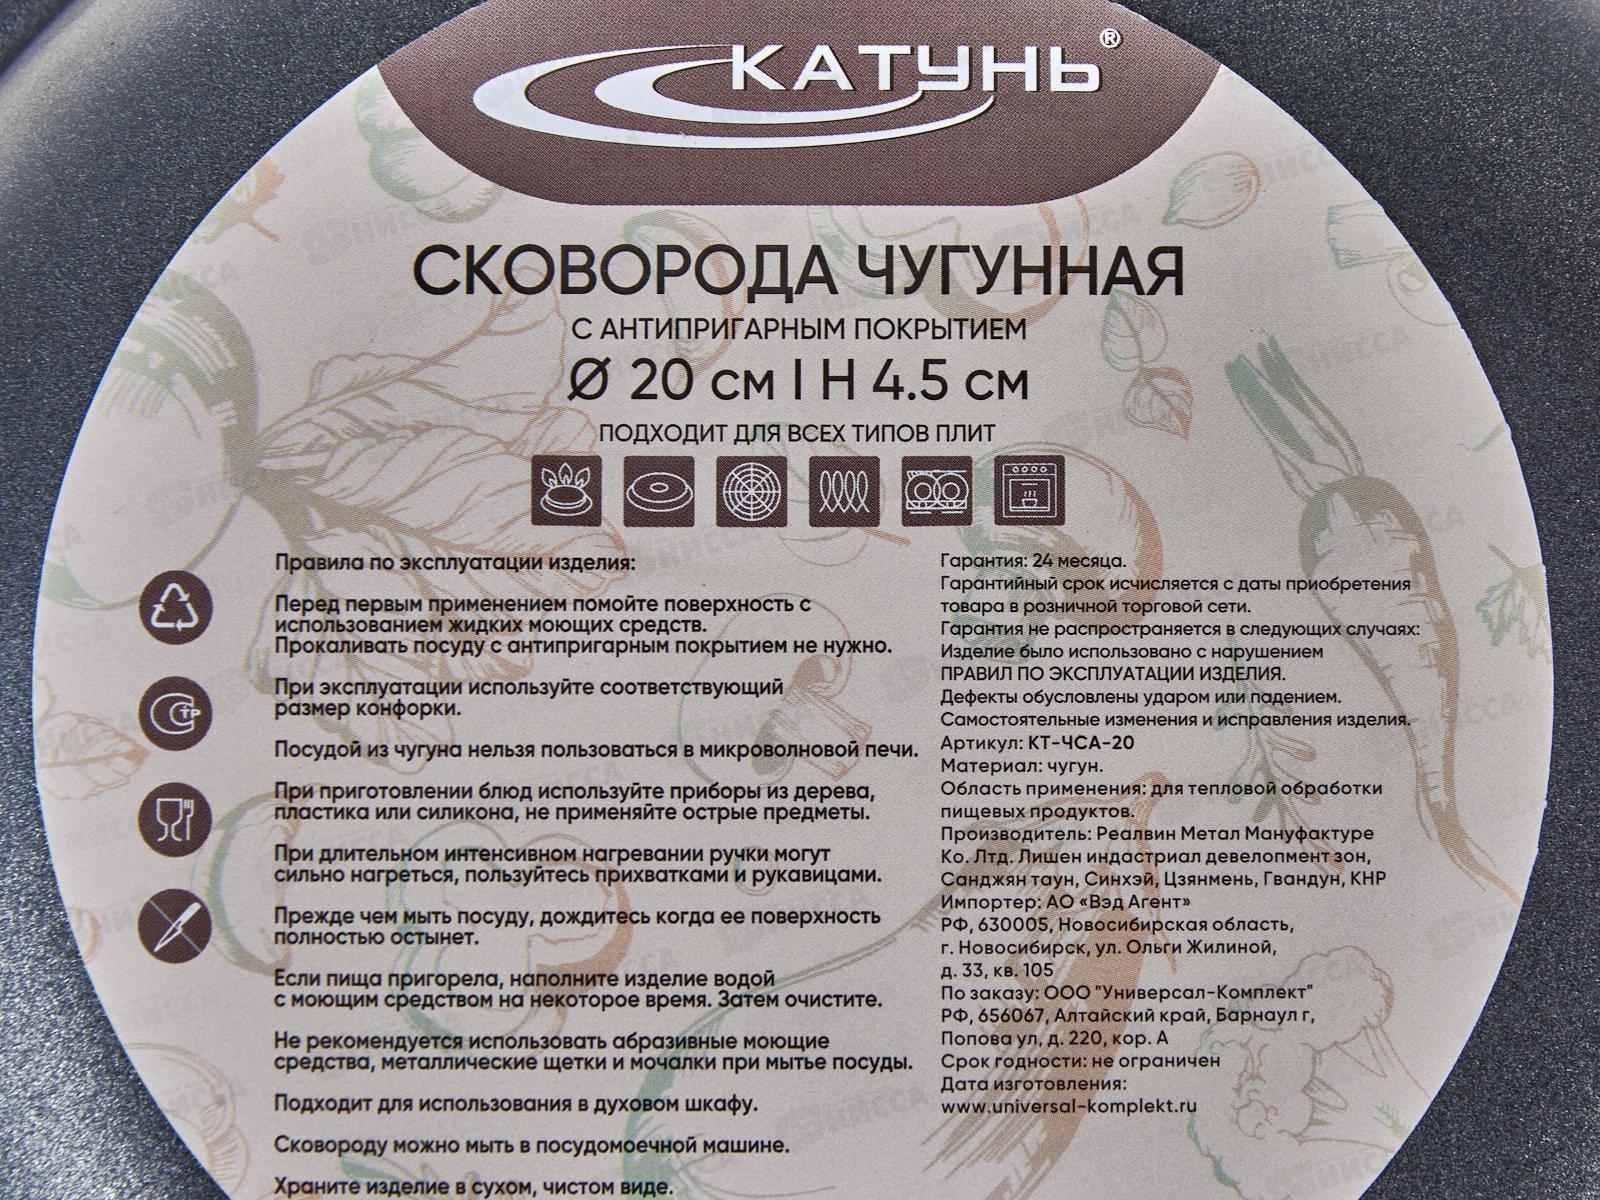 КАТУНЬ®
СКОВОРОДА ЧУГУННАЯ
С АНТИПРИГАРНЫМ ПОКРЫТИЕМ
Ø 20 см | H 4.5 см
ПОДХОДИТ ДЛЯ ВСЕХ ТИПОВ ПЛИТ
Правила по эксплуатации изделия:
Перед первым применением помойте поверхность с
использованием жидких моющих средств.
Прокаливать посуду с антипригарным покрытием не нужно.
При эксплуатации используйте соответствующий
размер конфорки.
Посудой из чугуна нельзя пользоваться в микроволновой печи.
При приготовлении блюд используйте приборы из дерева,
пластика или силикона, не применяйте острые предметы.
При длительном интенсивном нагревании ручки могут
сильно нагреться, пользуйтесь прихватками и рукавицами.
Прежде чем мыть посуду, дождитесь когда ее поверхность
полностью остынет.
Если пища пригорела, наполните изделие водой
с моющим средством на некоторое время. Затем очистите.
Не рекомендуется использовать абразивные моющие
средства, металлические щетки и мочалки при мытье посуды.
Подходит для использования в духовом шкафу.
Сковороду можно мыть в посудомоечной машине.
Храните изделие в сухом, чистом виде.
Гарантия: 24 месяца.
Гарантийный срок исчисляется с даты приобретения
товара в розничной торговой сети.
Гарантия не распространяется в следующих случаях:
Изделие было использовано с нарушением
ПРАВИЛ ПО ЭКСПЛУАТАЦИИ ИЗДЕЛИЯ.
Дефекты обусловлены ударом или падением.
Самостоятельные изменения и исправления изделия.
Артикул: КТ-ЧСА-20
Материал: чугун.
Область применения: для тепловой обработки
пищевых продуктов.
Производитель: Реалвин Метал Мануфактуре
Ко. Лтд. Лишен индастриал девелопмент зон,
Санджян таун, Синхэй, Цзянмень, Гвандун, КНР
Импортер: АО «Вэд Агент»
РФ, 630005, Новосибирская область,
г. Новосибирск, ул. Ольги Жилиной,
д. 33, кв. 105
По заказу: ООО "Универсал-Комплект"
РФ, 656067, Алтайский край, Барнаул г,
Попова ул, д. 220, кор. А
Срок годности: не ограничен
Дата изготовления:
www.universal-komplekt.ru
СТР